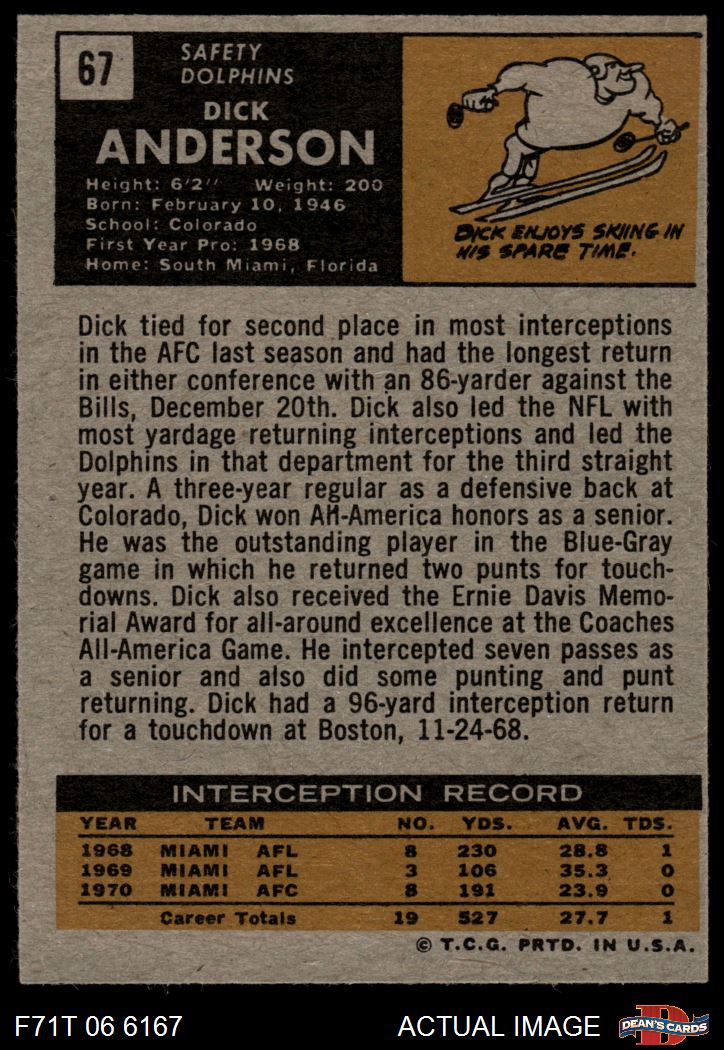 67
SAFETY
DOLPHINS
DICK
ANDERSON
Height: 6'2" Weight: 200
Born: February 10, 1946
School: Colorado
First Year Pro: 1968
Home: South Miami, Florida
DICK ENJOYS SKIING IN
HIS SPARE TIME.
Dick tied for second place in most interceptions
in the AFC last season and had the longest return
in either conference with an 86-yarder against the
Bills, December 20th. Dick also led the NFL with
most yardage returning interceptions and led the
Dolphins in that department for the third straight
year. A three-year regular as a defensive back at
Colorado, Dick won All-America honors as a senior.
He was the outstanding player in the Blue-Gray
game in which he returned two punts for touch-
downs. Dick also received the Ernie Davis Memo-
rial Award for all-around excellence at the Coaches
All-America Game. He intercepted seven passes as
a senior and also did some punting and punt
returning. Dick had a 96-yard interception return
for a touchdown at Boston, 11-24-68.
INTERCEPTION RECORD
YEAR TEAM NO. YDS. AVG. TDS.
1968 MIAMI AFL 8 230 28.8 1
1969 MIAMI AFL 3 106 35.3 0
1970 MIAMI AFC 8 191 23.9 0
Career Totals 19 527 27.7 1
© T.C.G. PRTD. IN U.S.A.
F71T 06 6167 ACTUAL IMAGE
D
DEAN'S CARDS